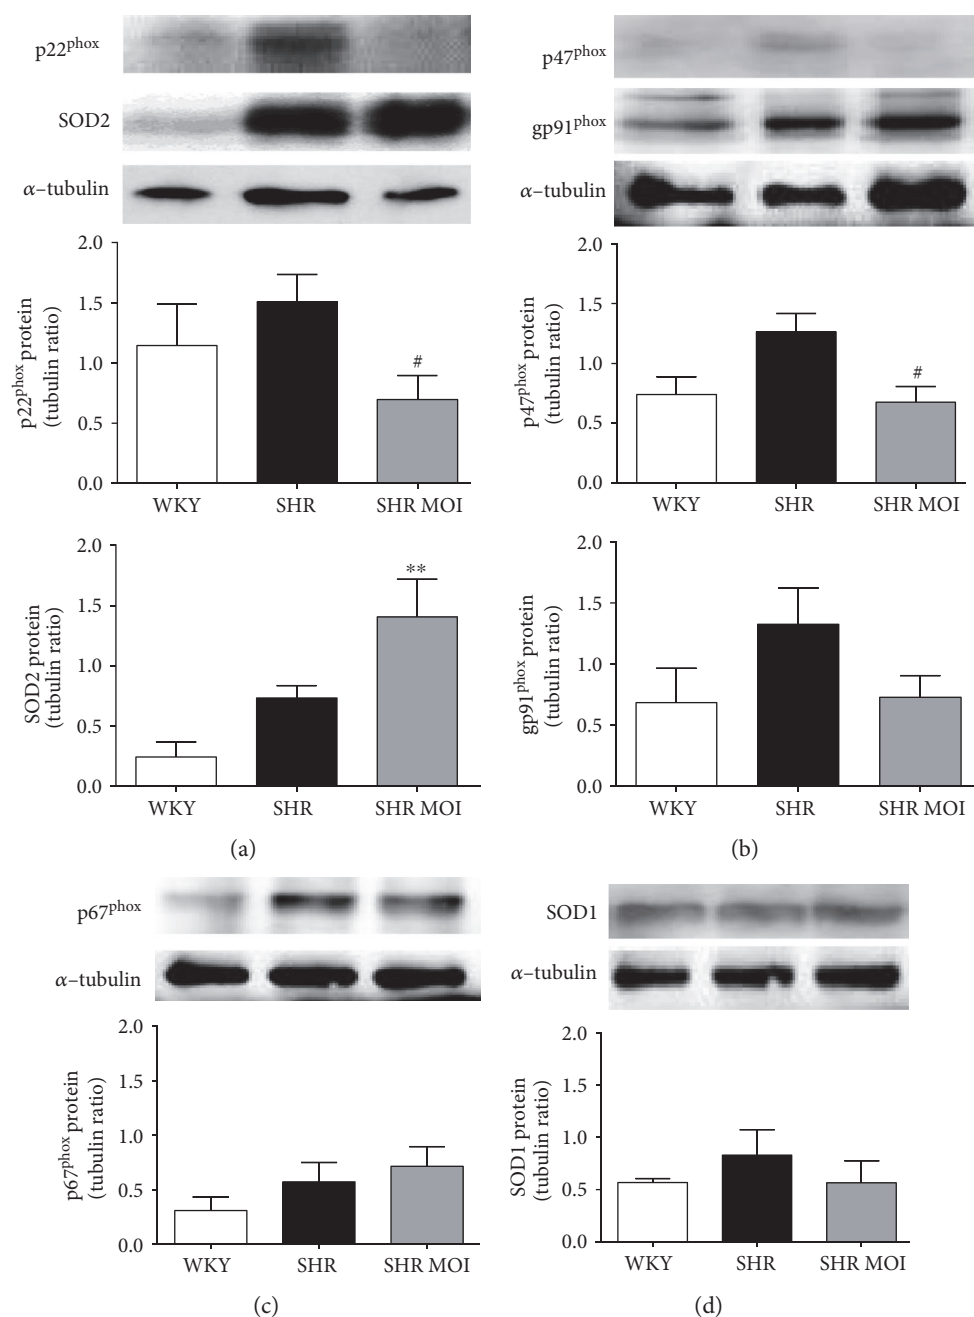 p22phox
SOD2
α–tubulin
2.0
1.5
1.0
0.5
0.0
p22phox protein
(tubulin ratio)
#
WKY SHR SHR MOI
2.0
1.5
1.0
0.5
0.0
SOD2 protein
(tubulin ratio)
**
WKY SHR SHR MOI
(a)
p47phox
gp91phox
α–tubulin
2.0
1.5
1.0
0.5
0.0
p47phox protein
(tubulin ratio)
#
WKY SHR SHR MOI
2.0
1.5
1.0
0.5
0.0
gp91phox protein
(tubulin ratio)
WKY SHR SHR MOI
(b)
p67phox
α–tubulin
2.0
1.5
1.0
0.5
0.0
p67phox protein
(tubulin ratio)
WKY SHR SHR MOI
(c)
SOD1
α–tubulin
2.0
1.5
1.0
0.5
0.0
SOD1 protein
(tubulin ratio)
WKY SHR SHR MOI
(d)